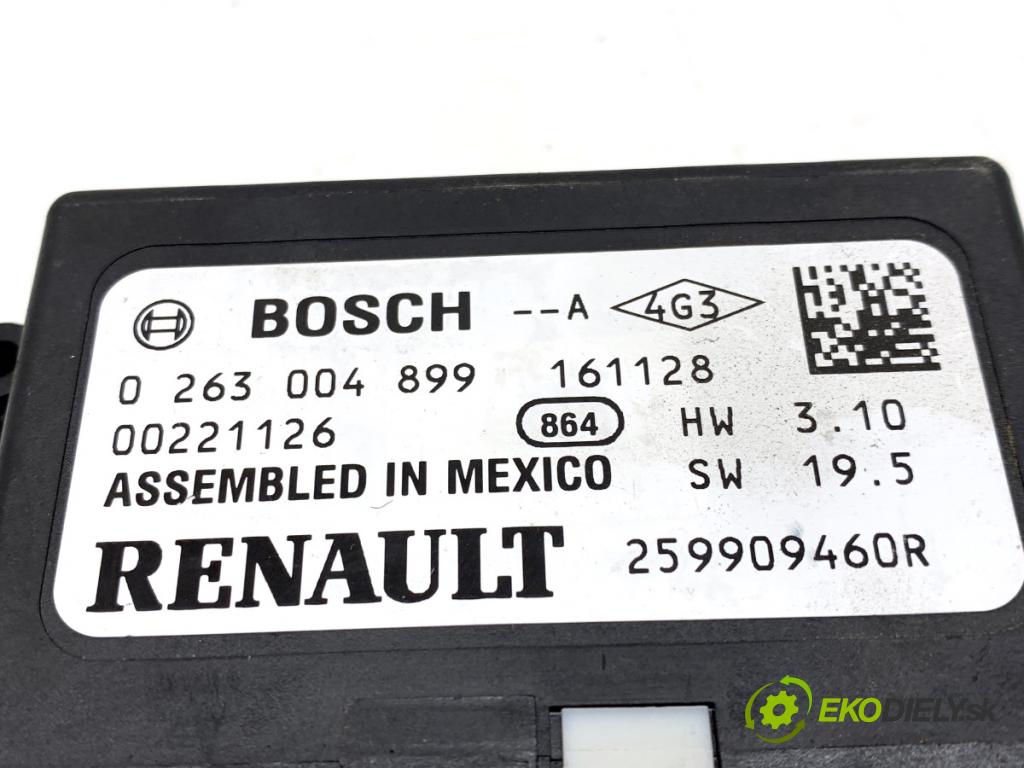 BOSCH --A 4G3
0 263 004 899 161128
00221126 864 HW 3.10
ASSEMBLED IN MEXICO SW 19.5
RENAULT 259909460R
EKODIELY.sk